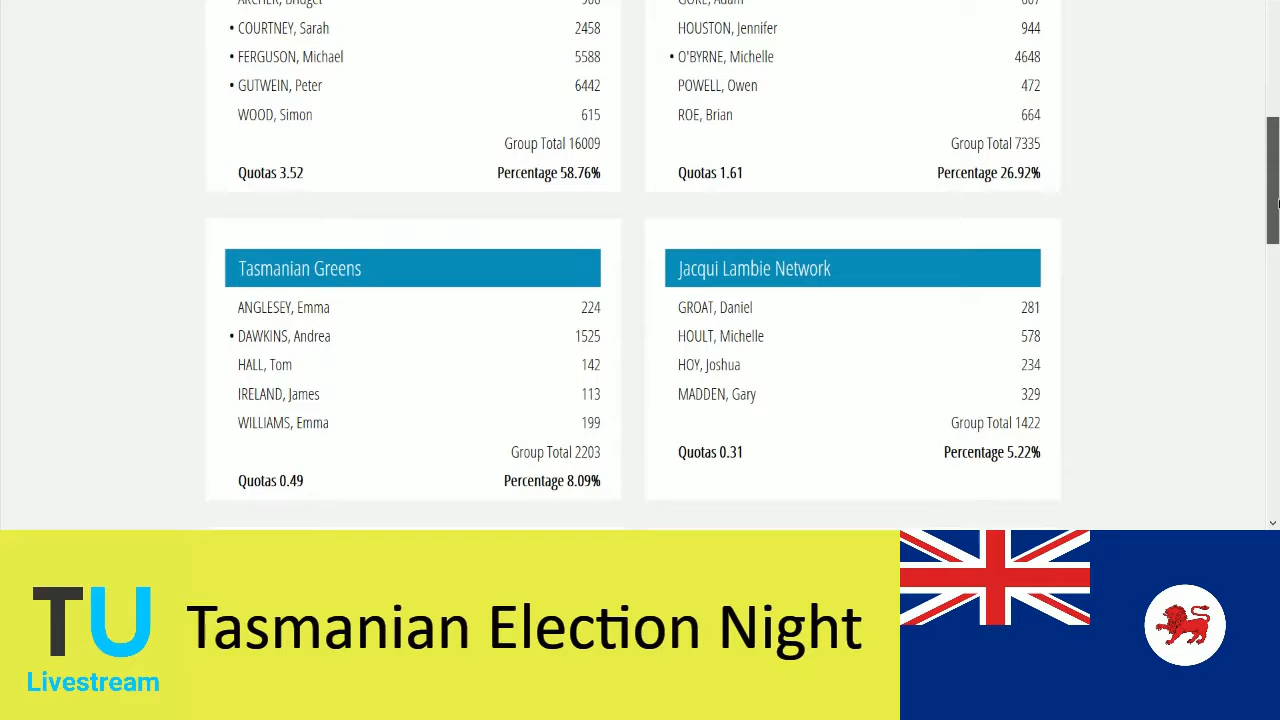 ARCHER, Bridget
• COURTNEY, Sarah 2458
• FERGUSON, Michael 5588
• GUTWEIN, Peter 6442
WOOD, Simon 615
Group Total 16009
Quotas 3.52 Percentage 58.76%
GORE, Adam 607
HOUSTON, Jennifer 944
• O'BYRNE, Michelle 4648
POWELL, Owen 472
ROE, Brian 664
Group Total 7335
Quotas 1.61 Percentage 26.92%
Tasmanian Greens
ANGLESEY, Emma 224
• DAWKINS, Andrea 1525
HALL, Tom 142
IRELAND, James 113
WILLIAMS, Emma 199
Group Total 2203
Quotas 0.49 Percentage 8.09%
Jacqui Lambie Network
GROAT, Daniel 281
HOULT, Michelle 578
HOY, Joshua 234
MADDEN, Gary 329
Group Total 1422
Quotas 0.31 Percentage 5.22%
TU
Livestream
Tasmanian Election Night